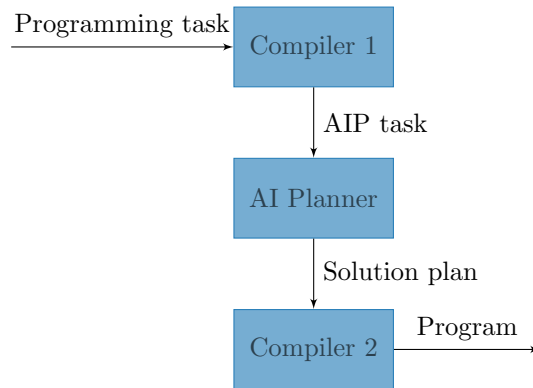 Programming task
Compiler 1
AIP task
AI Planner
Solution plan
Compiler 2
Program